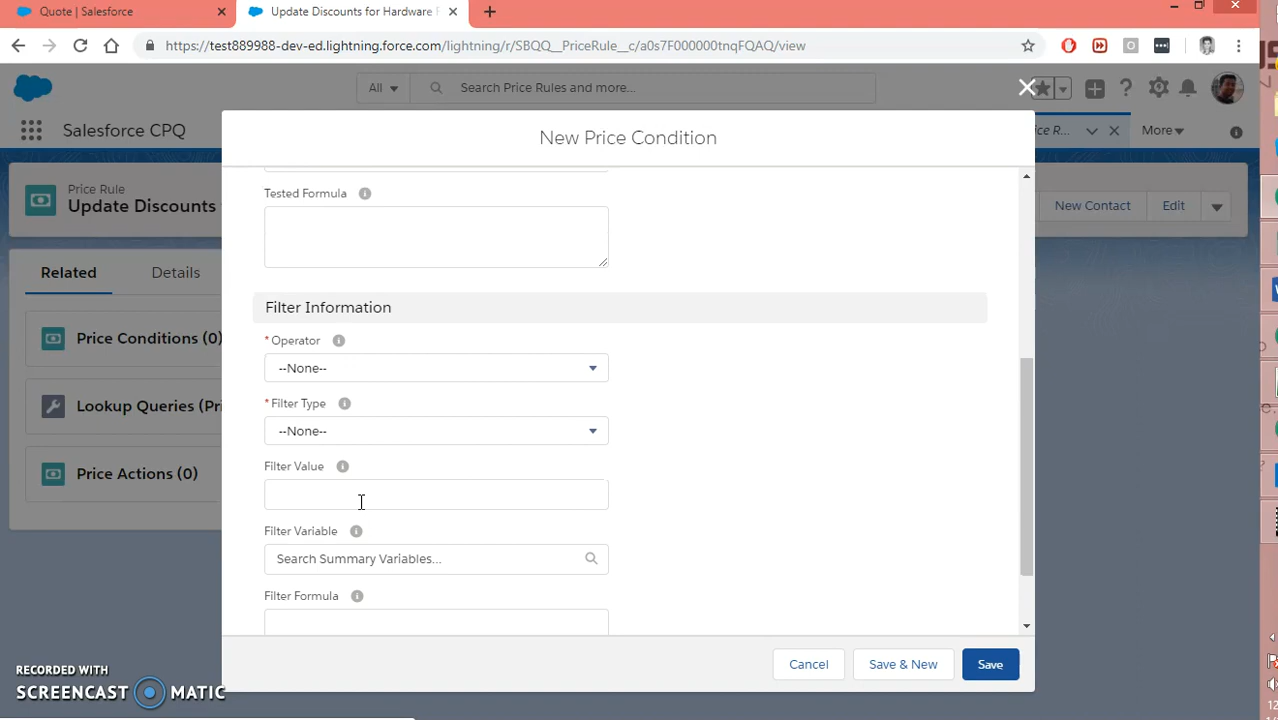 Quote | Salesforce
Update Discounts for Hardware
https://test889988-dev-ed.lightning.force.com/lightning/r/SBQQ__PriceRule__c/a0s7F000000tnqFQAQ/view
All
Search Price Rules and more...
Salesforce CPQ
ice R...
More
New Price Condition
Price Rule
Update Discounts
New Contact
Edit
Related
Details
Price Conditions (0)
Lookup Queries (Pri
Price Actions (0)
Tested Formula
Filter Information
* Operator
--None--
* Filter Type
--None--
Filter Value
Filter Variable
Search Summary Variables...
Filter Formula
Cancel
Save & New
Save
RECORDED WITH
SCREENCAST MATIC